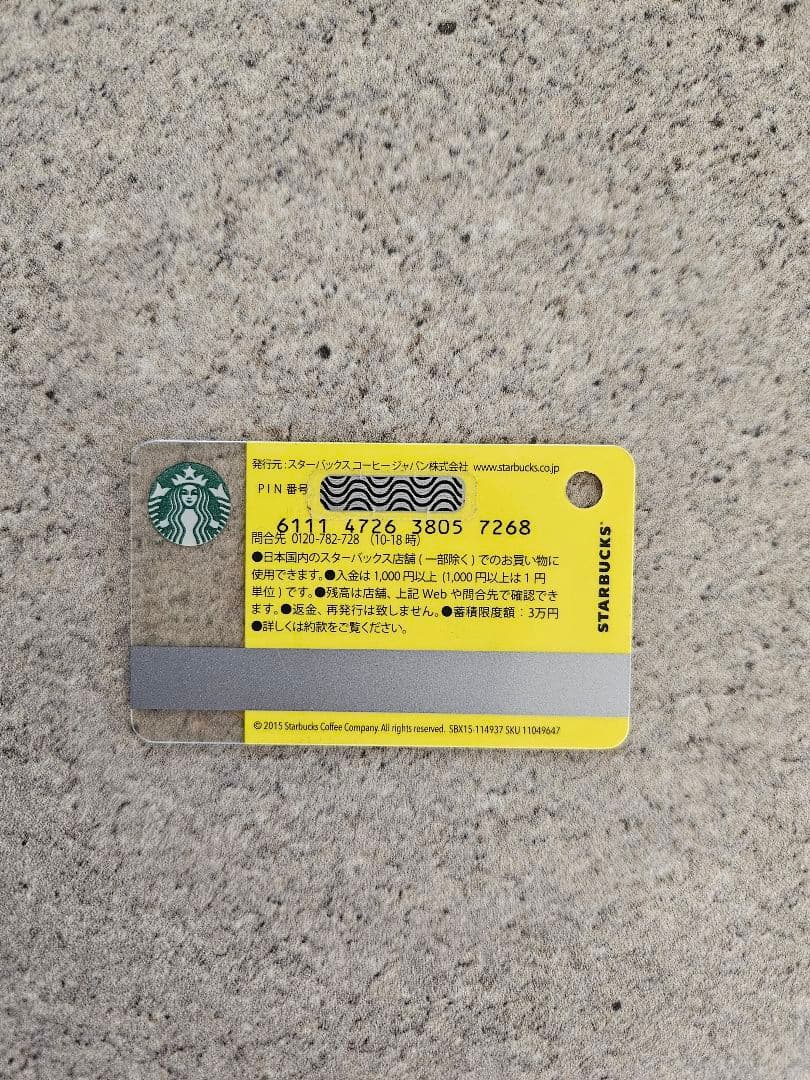 発行元 : スターバックス コーヒー ジャパン株式会社 www.starbucks.co.jp
PIN 番号
6111 4726 3805 7268
問合先 0120-782-728 (10-18 時)
●日本国内のスターバックス店舗 ( 一部除く ) でのお買い物に
使用できます。●入金は 1,000 円以上 (1,000 円以上は 1 円
単位 ) です。●残高は店舗、上記 Web や問合先で確認でき
ます。●返金、再発行は致しません。●蓄積限度額 : 3万円
●詳しくは約款をご覧ください。
© 2015 Starbucks Coffee Company. All rights reserved. SBX15-114937 SKU 11049647
STARBUCKS